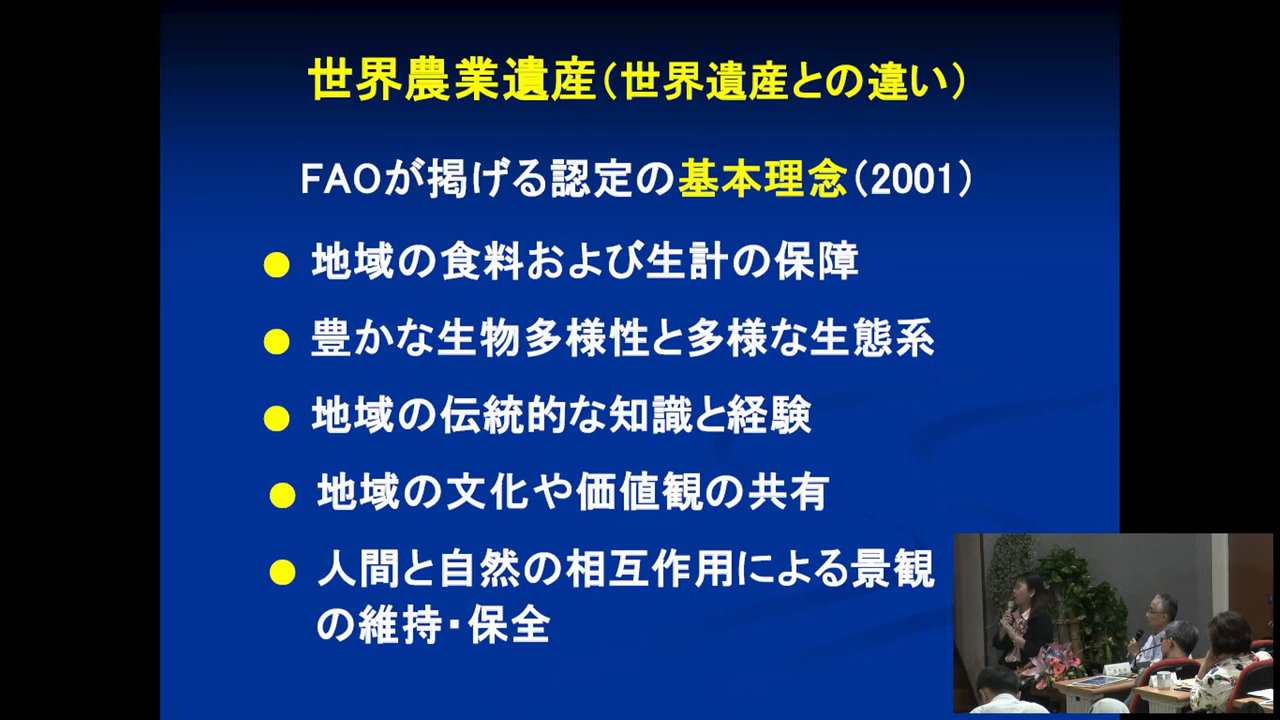 世界農業遺産（世界遺産との違い）
FAOが掲げる認定の基本理念（2001）
● 地域の食料および生計の保障
● 豊かな生物多様性と多様な生態系
● 地域の伝統的な知識と経験
● 地域の文化や価値観の共有
● 人間と自然の相互作用による景観
の維持・保全